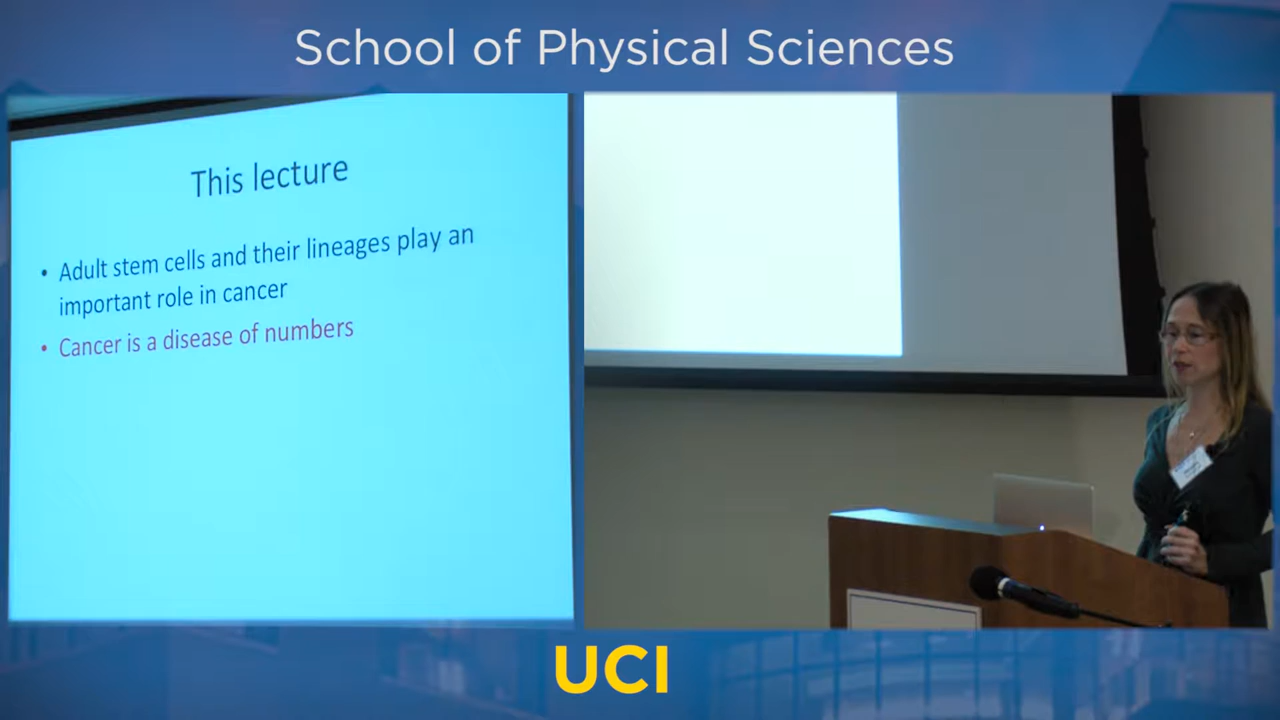 School of Physical Sciences
This lecture
• Adult stem cells and their lineages play an
important role in cancer
• Cancer is a disease of numbers
UCI